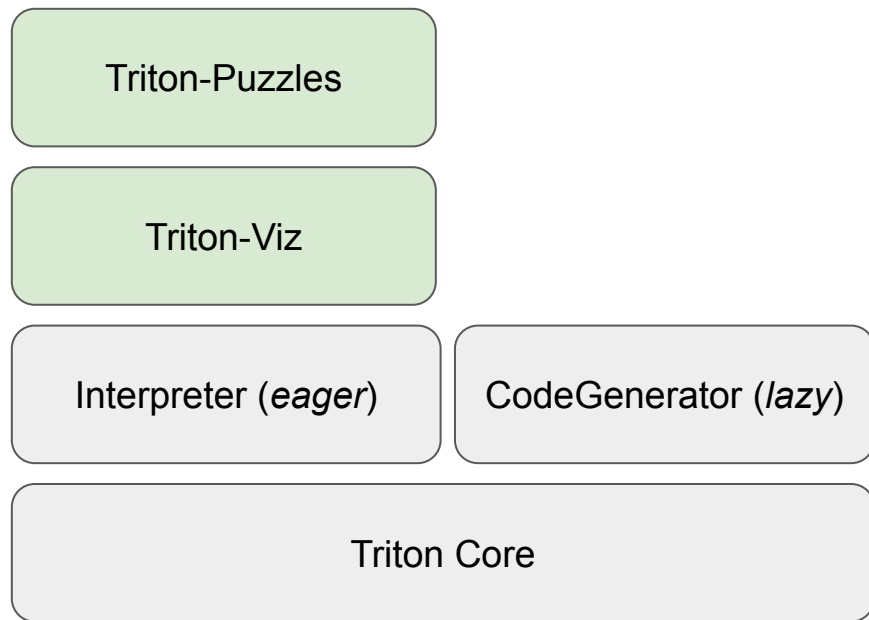 Triton-Puzzles
Triton-Viz
Interpreter (eager)
CodeGenerator (lazy)
Triton Core